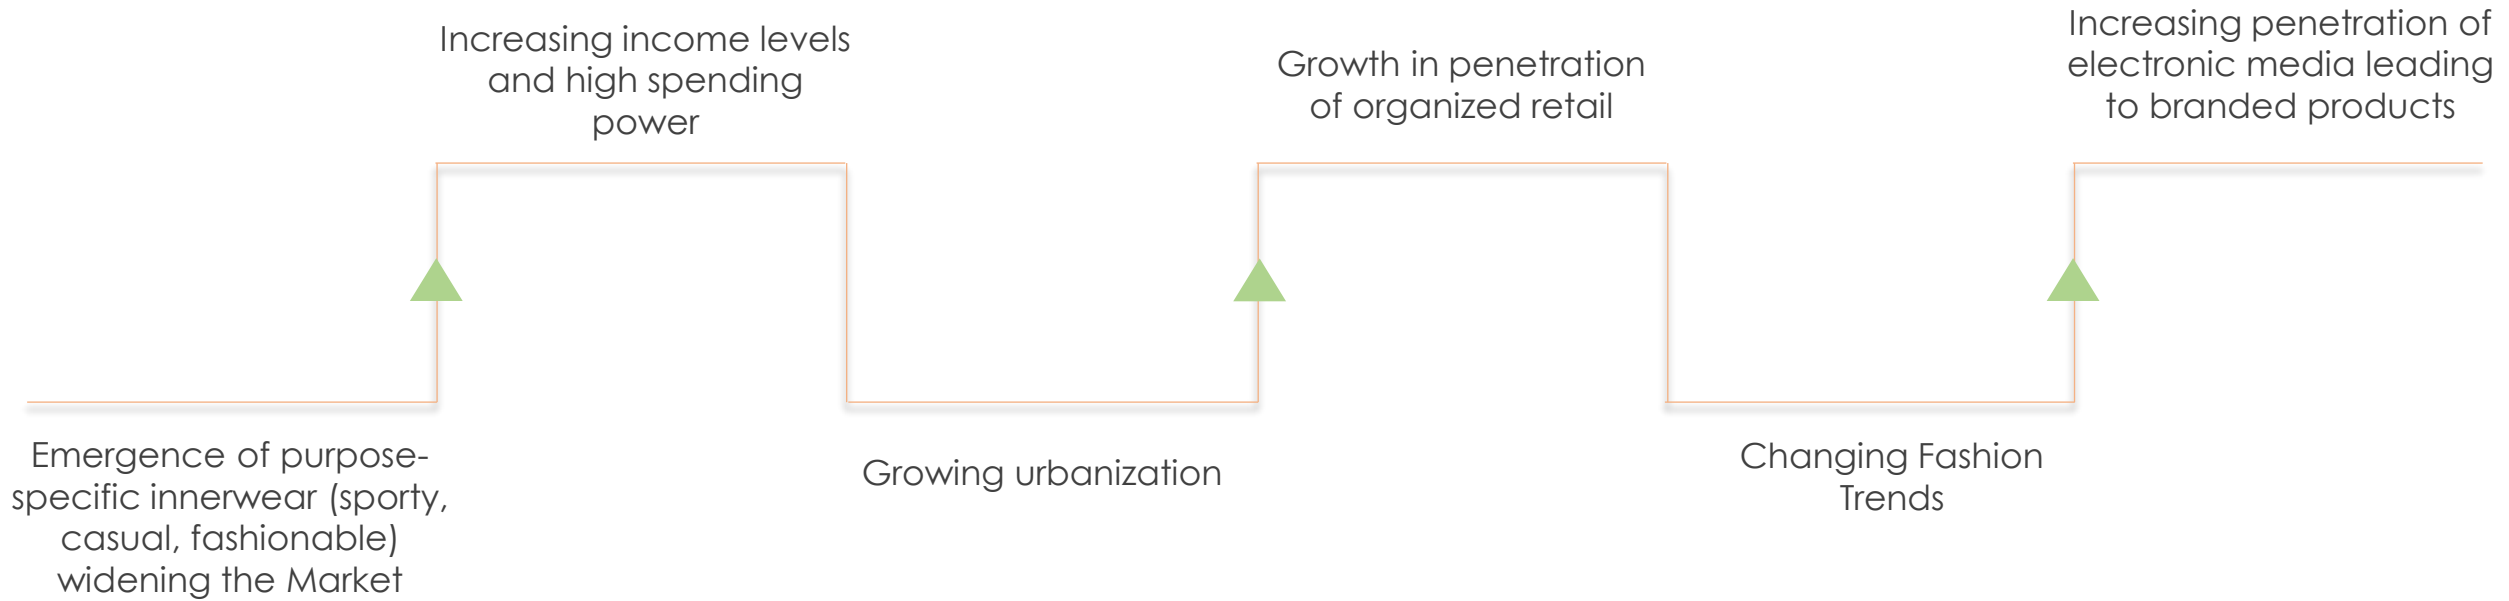 Increasing income levels
and high spending
power
Growth in penetration
of organized retail
Increasing penetration of
electronic media leading
to branded products
Emergence of purpose-
specific innerwear (sporty,
casual, fashionable)
widening the Market
Growing urbanization
Changing Fashion
Trends